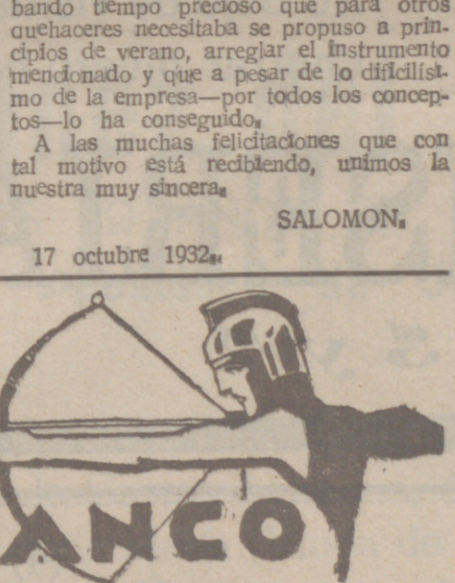 bando tiempo precioso que para otros
quehaceres necesitaba se propuso a prin-
cipios de verano, arreglar el instrumento
mencionado y que a pesar de lo dificilísi-
mo de la empresa—por todos los concep-
tos—lo ha conseguido.
A las muchas felicitaciones que con
tal motivo está recibiendo, unimos la
nuestra muy sincera.
SALOMON.
17 octubre 1932.
ANCO